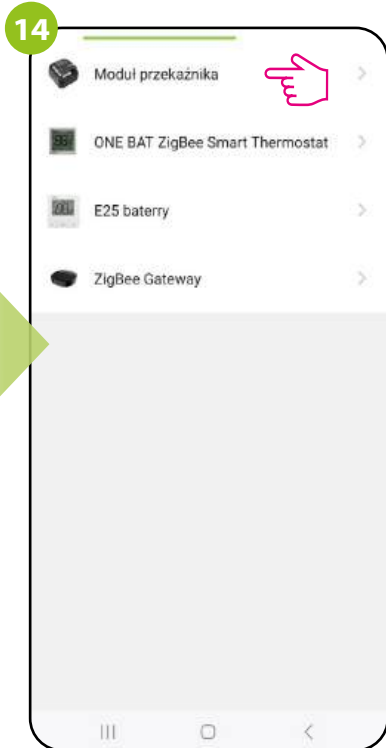 14
Moduł przekaźnika
ONE BAT ZigBee Smart Thermostat
E25 baterry
ZigBee Gateway